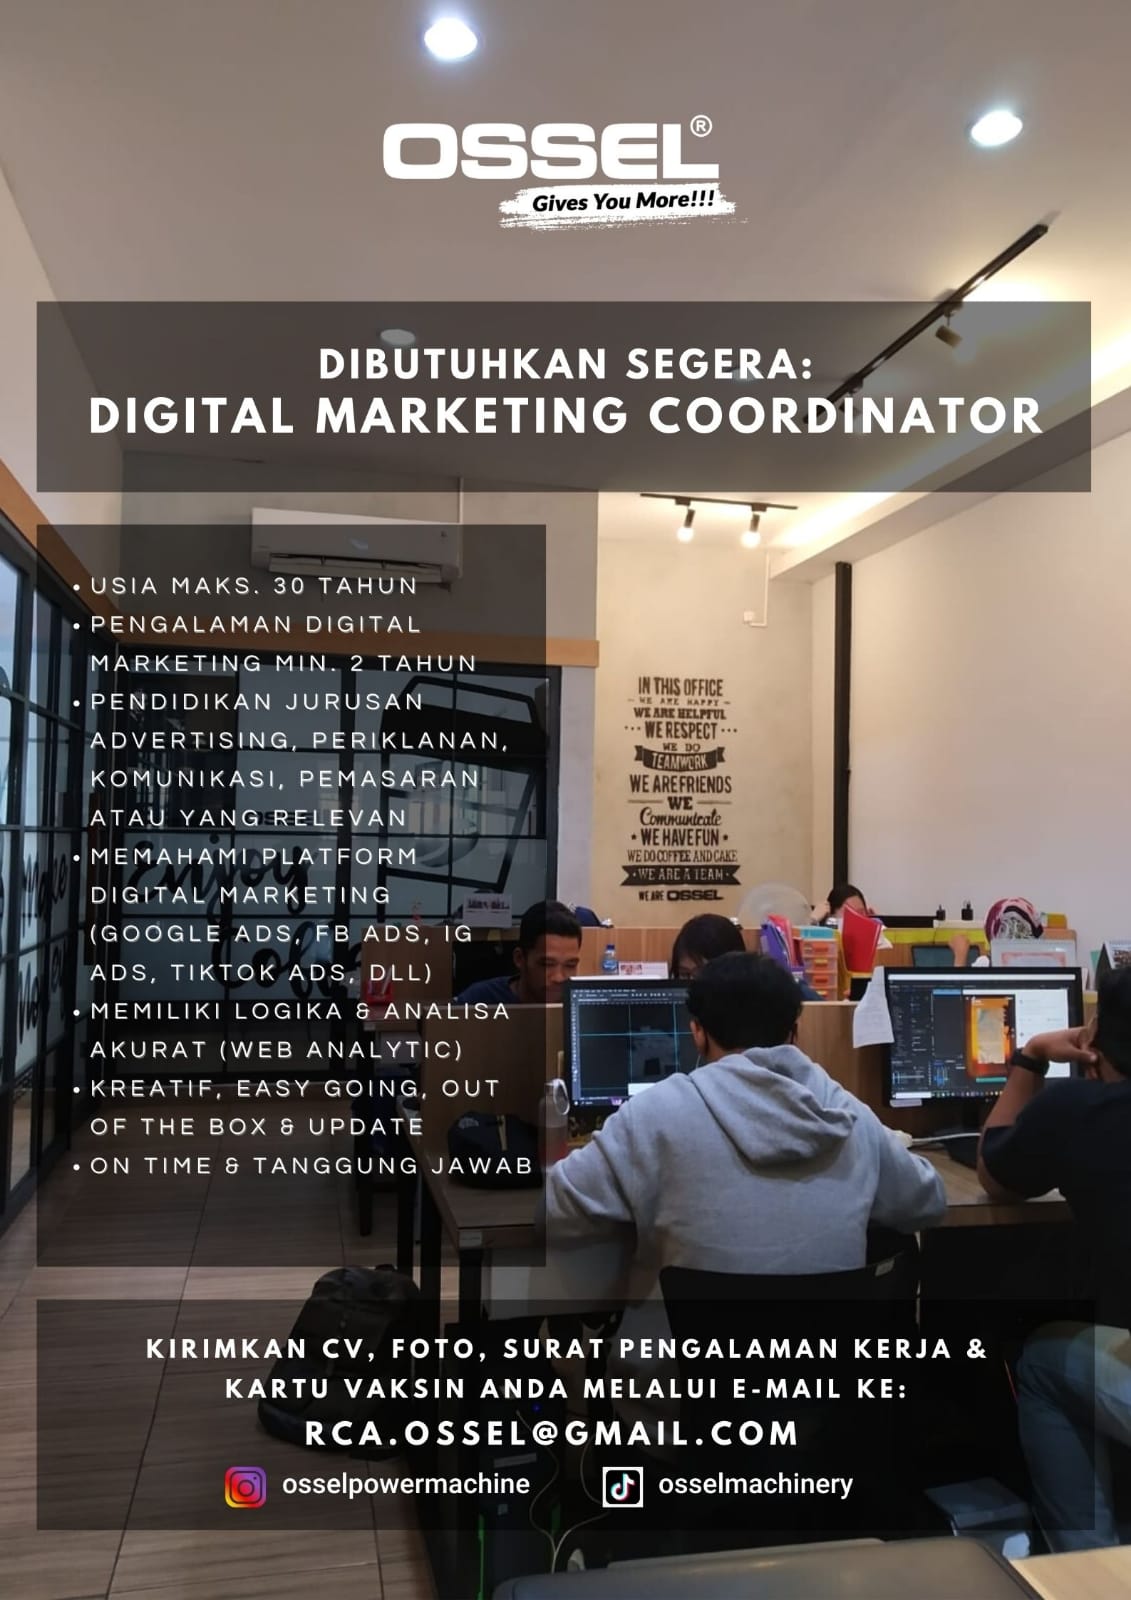 OSSEL®
Gives You More!!!
DIBUTUHKAN SEGERA:
DIGITAL MARKETING COORDINATOR
• USIA MAKS. 30 TAHUN
• PENGALAMAN DIGITAL
MARKETING MIN. 2 TAHUN
• PENDIDIKAN JURUSAN
ADVERTISING, PERIKLANAN,
KOMUNIKASI, PEMASARAN
ATAU YANG RELEVAN
• MEMAHAMI PLATFORM
DIGITAL MARKETING
(GOOGLE ADS, FB ADS, IG
ADS, TIKTOK ADS, DLL)
• MEMILIKI LOGIKA & ANALISA
AKURAT (WEB ANALYTIC)
• KREATIF, EASY GOING, OUT
OF THE BOX & UPDATE
• ON TIME & TANGGUNG JAWAB
Enjoy
IN THIS OFFICE
WE ARE HAPPY
WE ARE HELPFUL
WE RESPECT
WE DO
TEAMWORK
WE ARE FRIENDS
WE
Communicate
WE HAVE FUN
WE DO COFFEE AND CAKE
WE ARE A TEAM
WE ARE OSSEL
KIRIMKAN CV, FOTO, SURAT PENGALAMAN KERJA &
KARTU VAKSIN ANDA MELALUI E-MAIL KE:
RCA.OSSEL@GMAIL.COM
osselpowermachine
osselmachinery